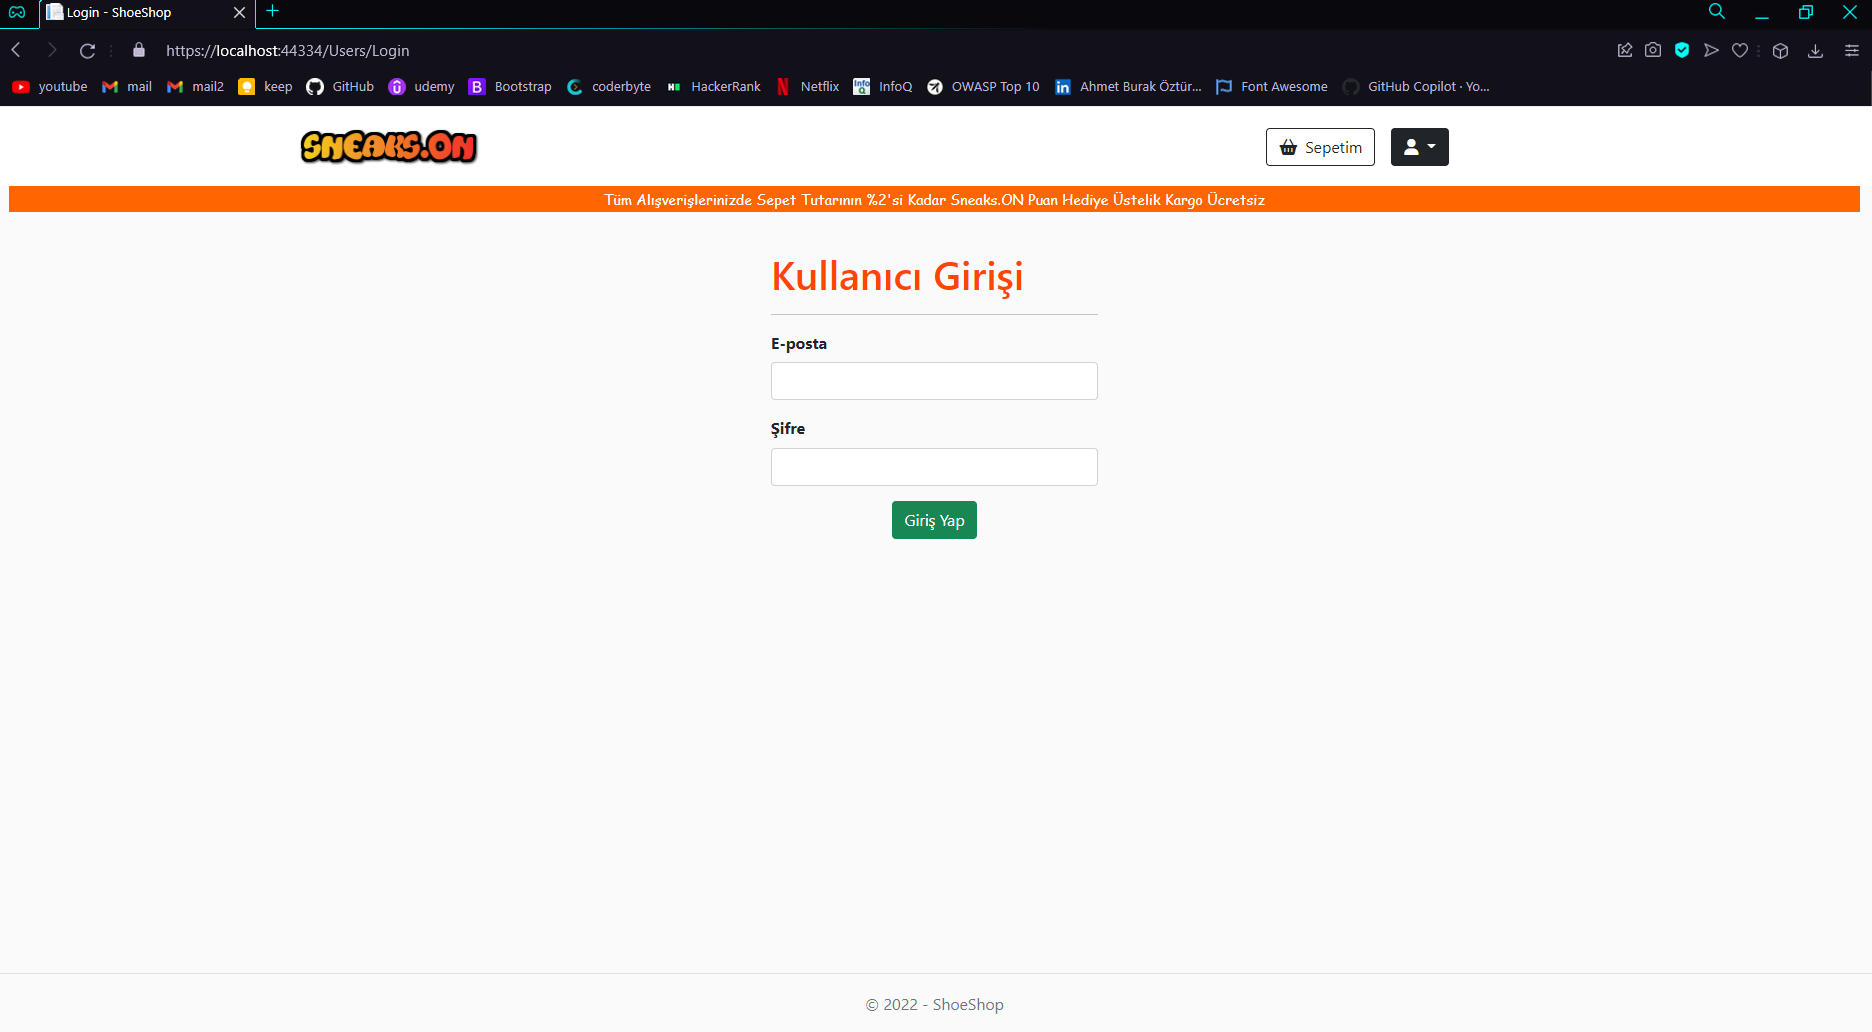 Login - ShoeShop
https://localhost:44334/Users/Login
youtube mail mail2 keep GitHub udemy Bootstrap coderbyte HackerRank Netflix InfoQ OWASP Top 10 Ahmet Burak Öztür... Font Awesome GitHub Copilot · Yo...
SNEAKS.ON Sepetim
Tüm Alışverişlerinizde Sepet Tutarının %2'si Kadar Sneaks.ON Puan Hediye Üstelik Kargo Ücretsiz
Kullanıcı Girişi
E-posta
Şifre
Giriş Yap
© 2022 - ShoeShop